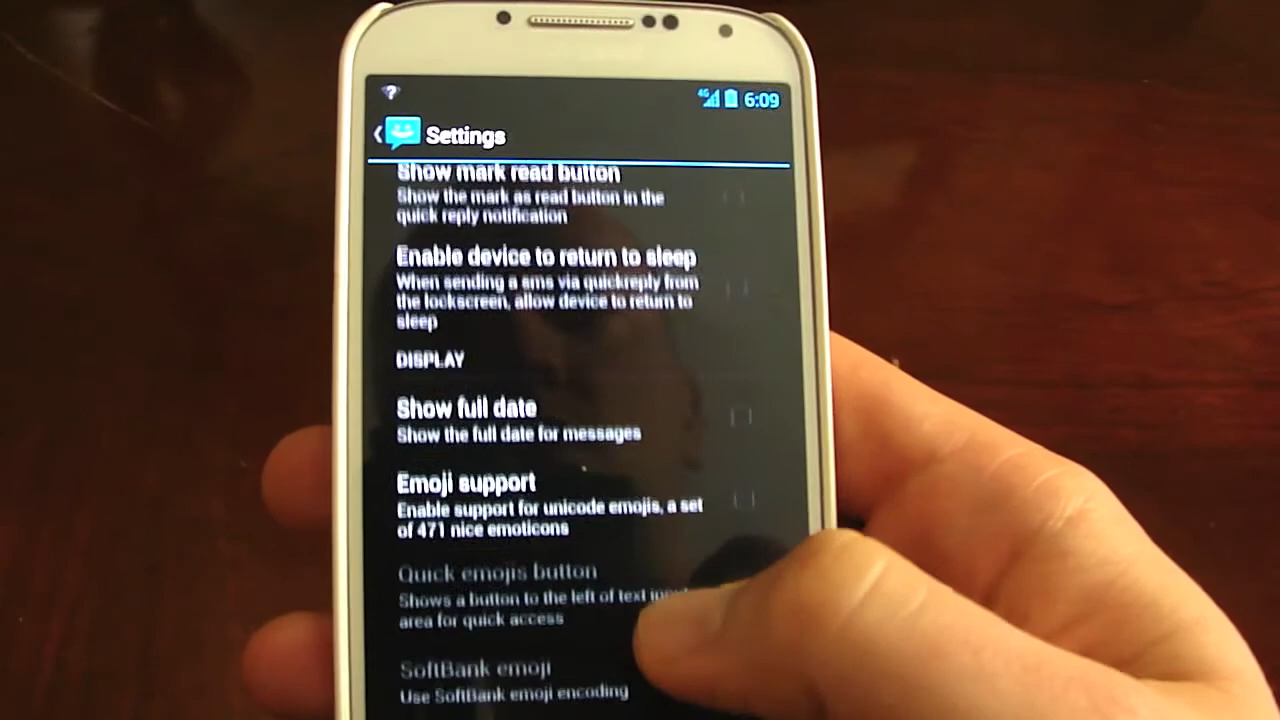 4G 6:09
Settings
Show mark read button
Show the mark as read button in the
quick reply notification
Enable device to return to sleep
When sending a sms via quickreply from
the lockscreen, allow device to return to
sleep
DISPLAY
Show full date
Show the full date for messages
Emoji support
Enable support for unicode emojis, a set
of 471 nice emoticons
Quick emojis button
Shows a button to the left of text input
area for quick access
SoftBank emoji
Use SoftBank emoji encoding